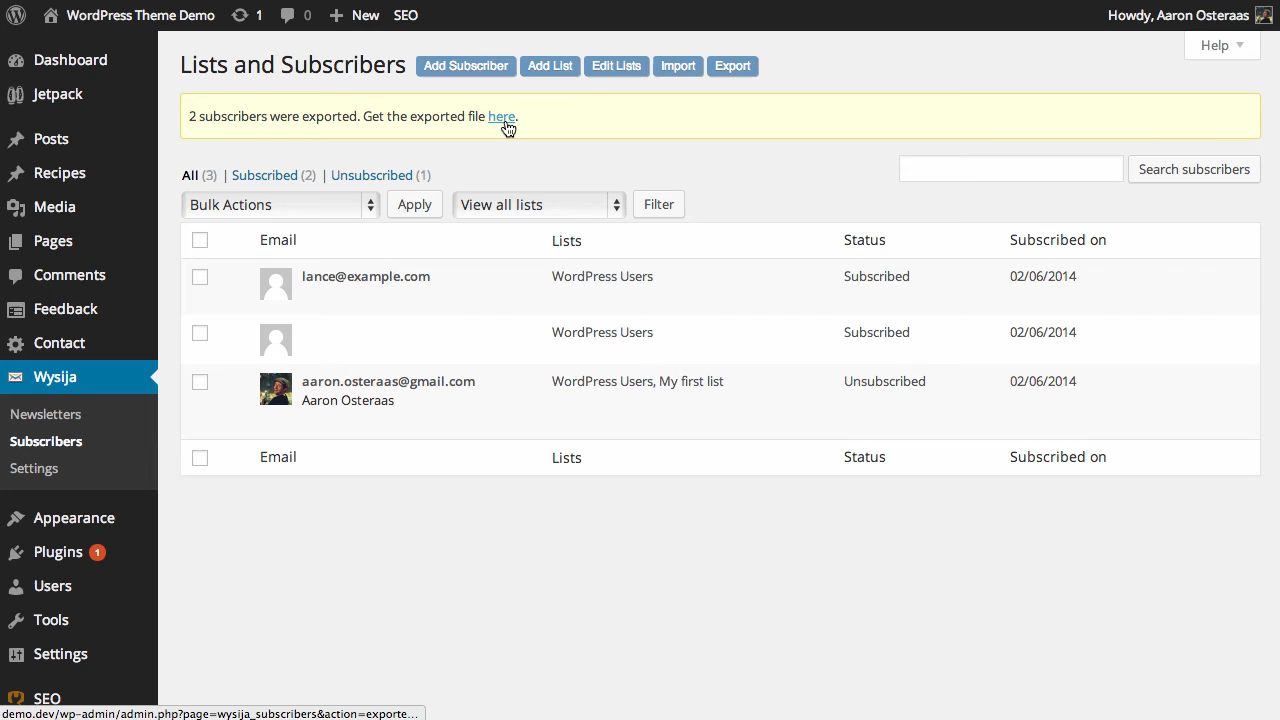 WordPress Theme Demo 1 0 New SEO Howdy, Aaron Osteraas
Dashboard
Jetpack
Posts
Recipes
Media
Pages
Comments
Feedback
Contact
Wysija
Newsletters
Subscribers
Settings
Appearance
Plugins 1
Users
Tools
Settings
SEO
Help
Lists and Subscribers Add Subscriber Add List Edit Lists Import Export
2 subscribers were exported. Get the exported file here.
All (3) | Subscribed (2) | Unsubscribed (1) Search subscribers
Bulk Actions Apply View all lists Filter
Email Lists Status Subscribed on
lance@example.com WordPress Users Subscribed 02/06/2014
WordPress Users Subscribed 02/06/2014
aaron.osteraas@gmail.com WordPress Users, My first list Unsubscribed 02/06/2014
Aaron Osteraas
Email Lists Status Subscribed on
demo.dev/wp-admin/admin.php?page=wysija_subscribers&action=exporte...